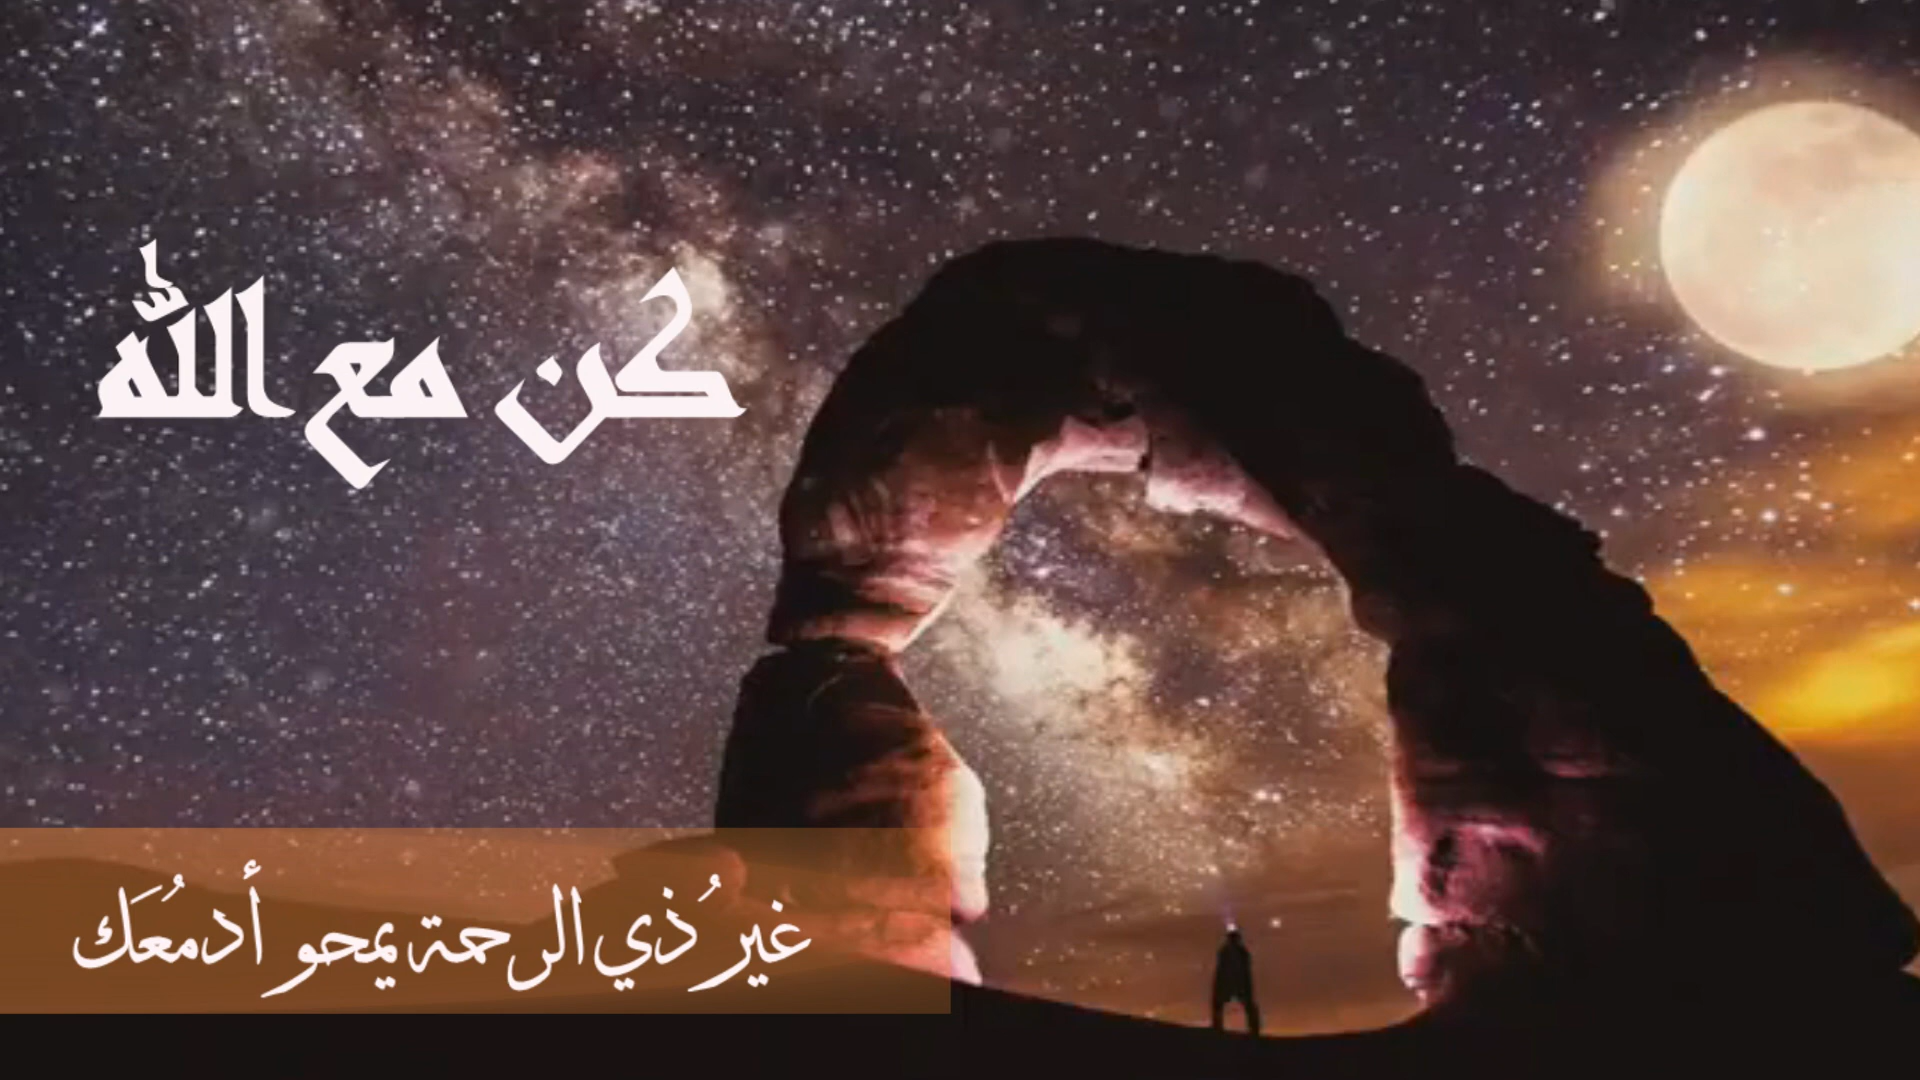 كن مع الله
غيرُ ذي الرحمة يمحو أدمُعَك